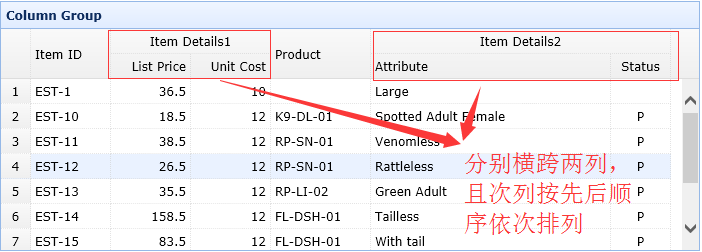 Column Group
Item Details1 Item Details2
Item ID Product
List Price Unit Cost Attribute Status
1 EST-1 36.5 10 Large
2 EST-10 18.5 12 K9-DL-01 Spotted Adult Female P
3 EST-11 38.5 12 RP-SN-01 Venomless P
4 EST-12 26.5 12 RP-SN-01 Rattleless P
5 EST-13 35.5 12 RP-LI-02 Green Adult P
6 EST-14 158.5 12 FL-DSH-01 Tailless P
7 EST-15 83.5 12 FL-DSH-01 With tail P
分别横跨两列，
且次列按先后顺
序依次排列